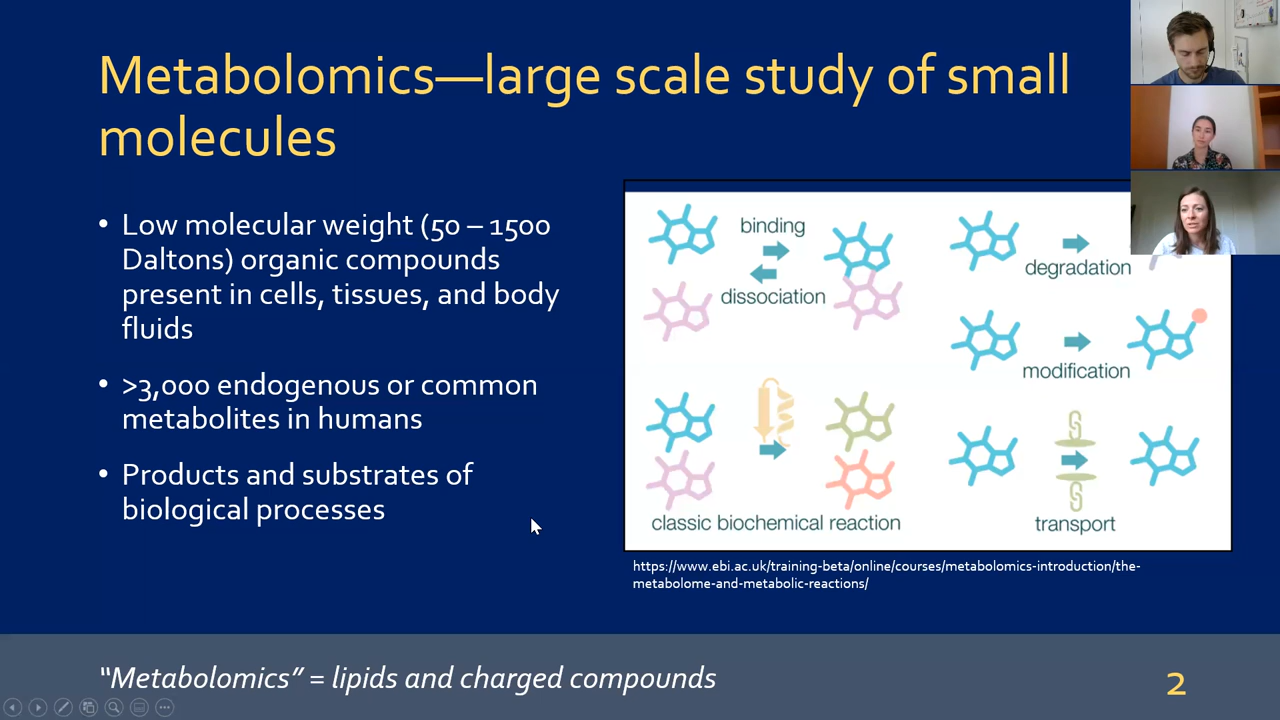 Metabolomics—large scale study of small
molecules
• Low molecular weight (50 – 1500
Daltons) organic compounds
present in cells, tissues, and body
fluids
• >3,000 endogenous or common
metabolites in humans
• Products and substrates of
biological processes
binding
dissociation
degradation
modification
classic biochemical reaction
transport
https://www.ebi.ac.uk/training-beta/online/courses/metabolomics-introduction/the-
metabolome-and-metabolic-reactions/
“Metabolomics” = lipids and charged compounds
2